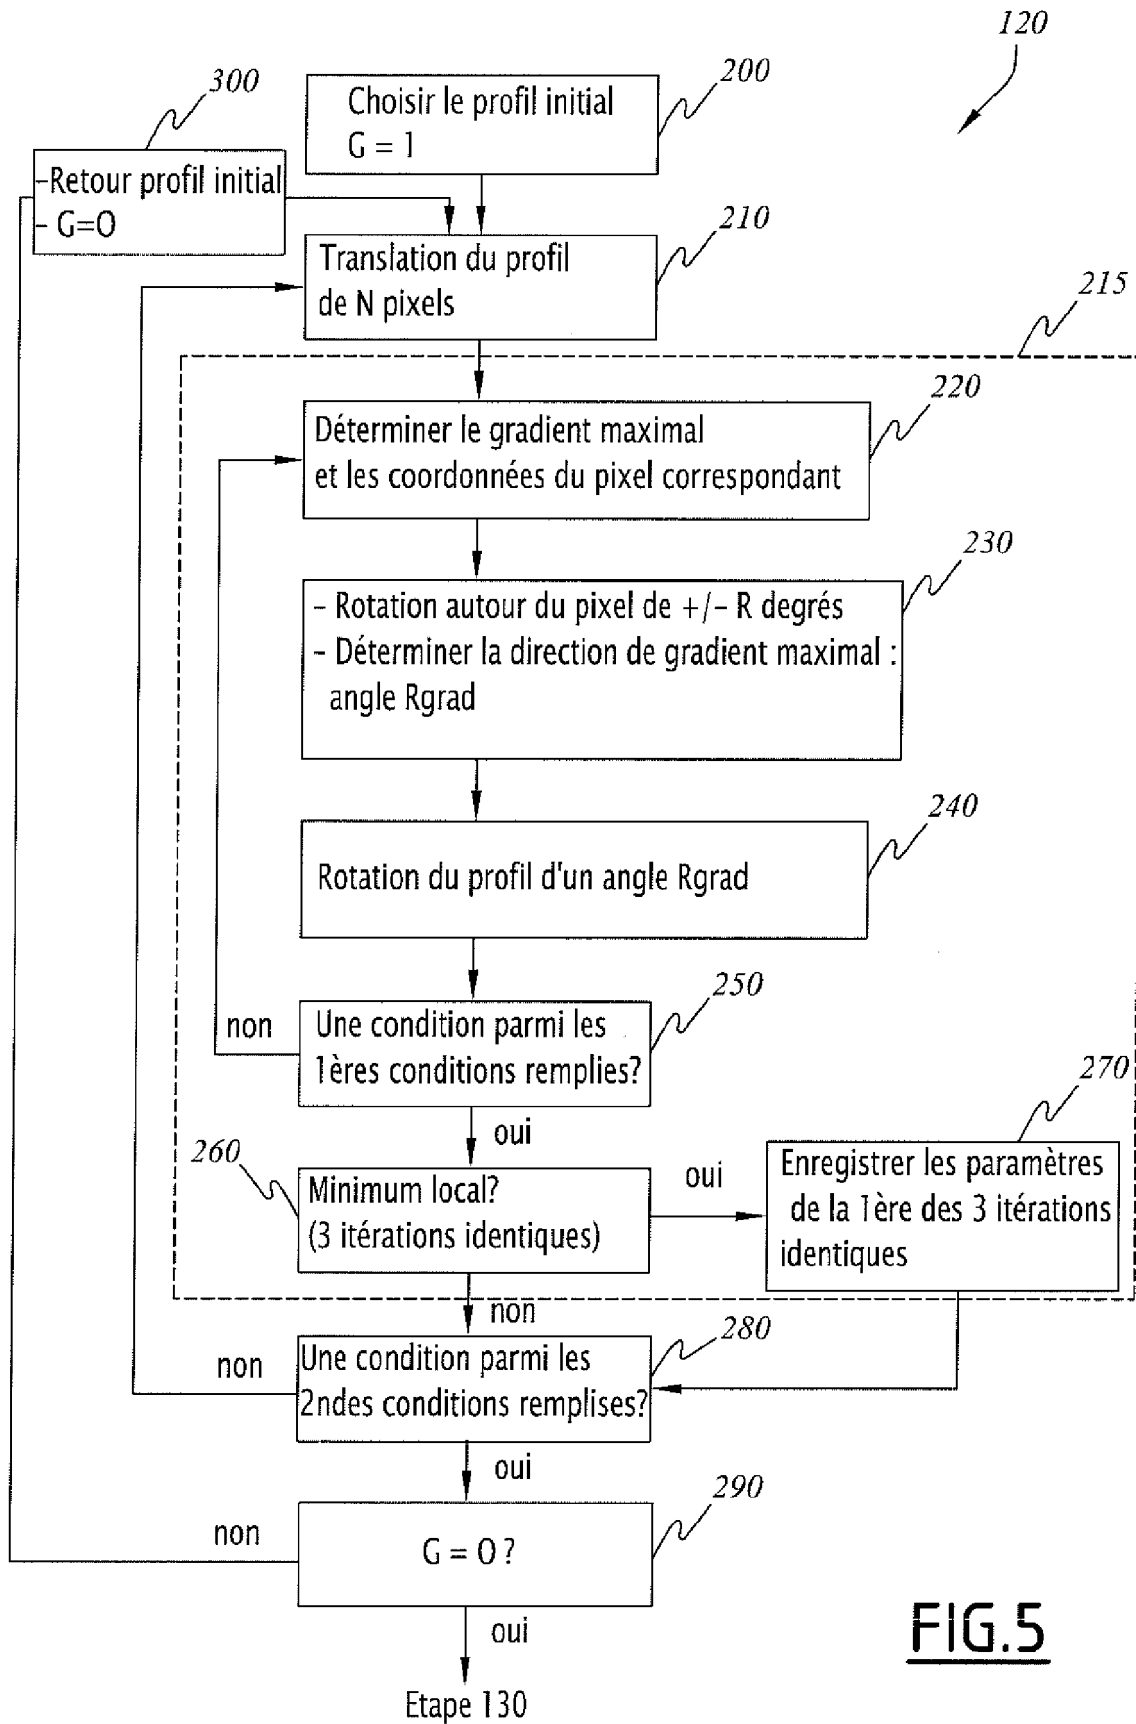 120
300
200
Choisir le profil initial
G = 1
-Retour profil initial
- G=O
210
Translation du profil
de N pixels
215
220
Déterminer le gradient maximal
et les coordonnées du pixel correspondant
230
- Rotation autour du pixel de +/- R degrés
- Déterminer la direction de gradient maximal :
angle Rgrad
240
Rotation du profil d'un angle Rgrad
250
non
Une condition parmi les
1ères conditions remplies?
oui
270
260
Minimum local?
(3 itérations identiques)
oui
Enregistrer les paramètres
de la 1ère des 3 itérations
identiques
non
280
non
Une condition parmi les
2ndes conditions remplises?
oui
290
non
G = O ?
oui
Etape 130
FIG.5